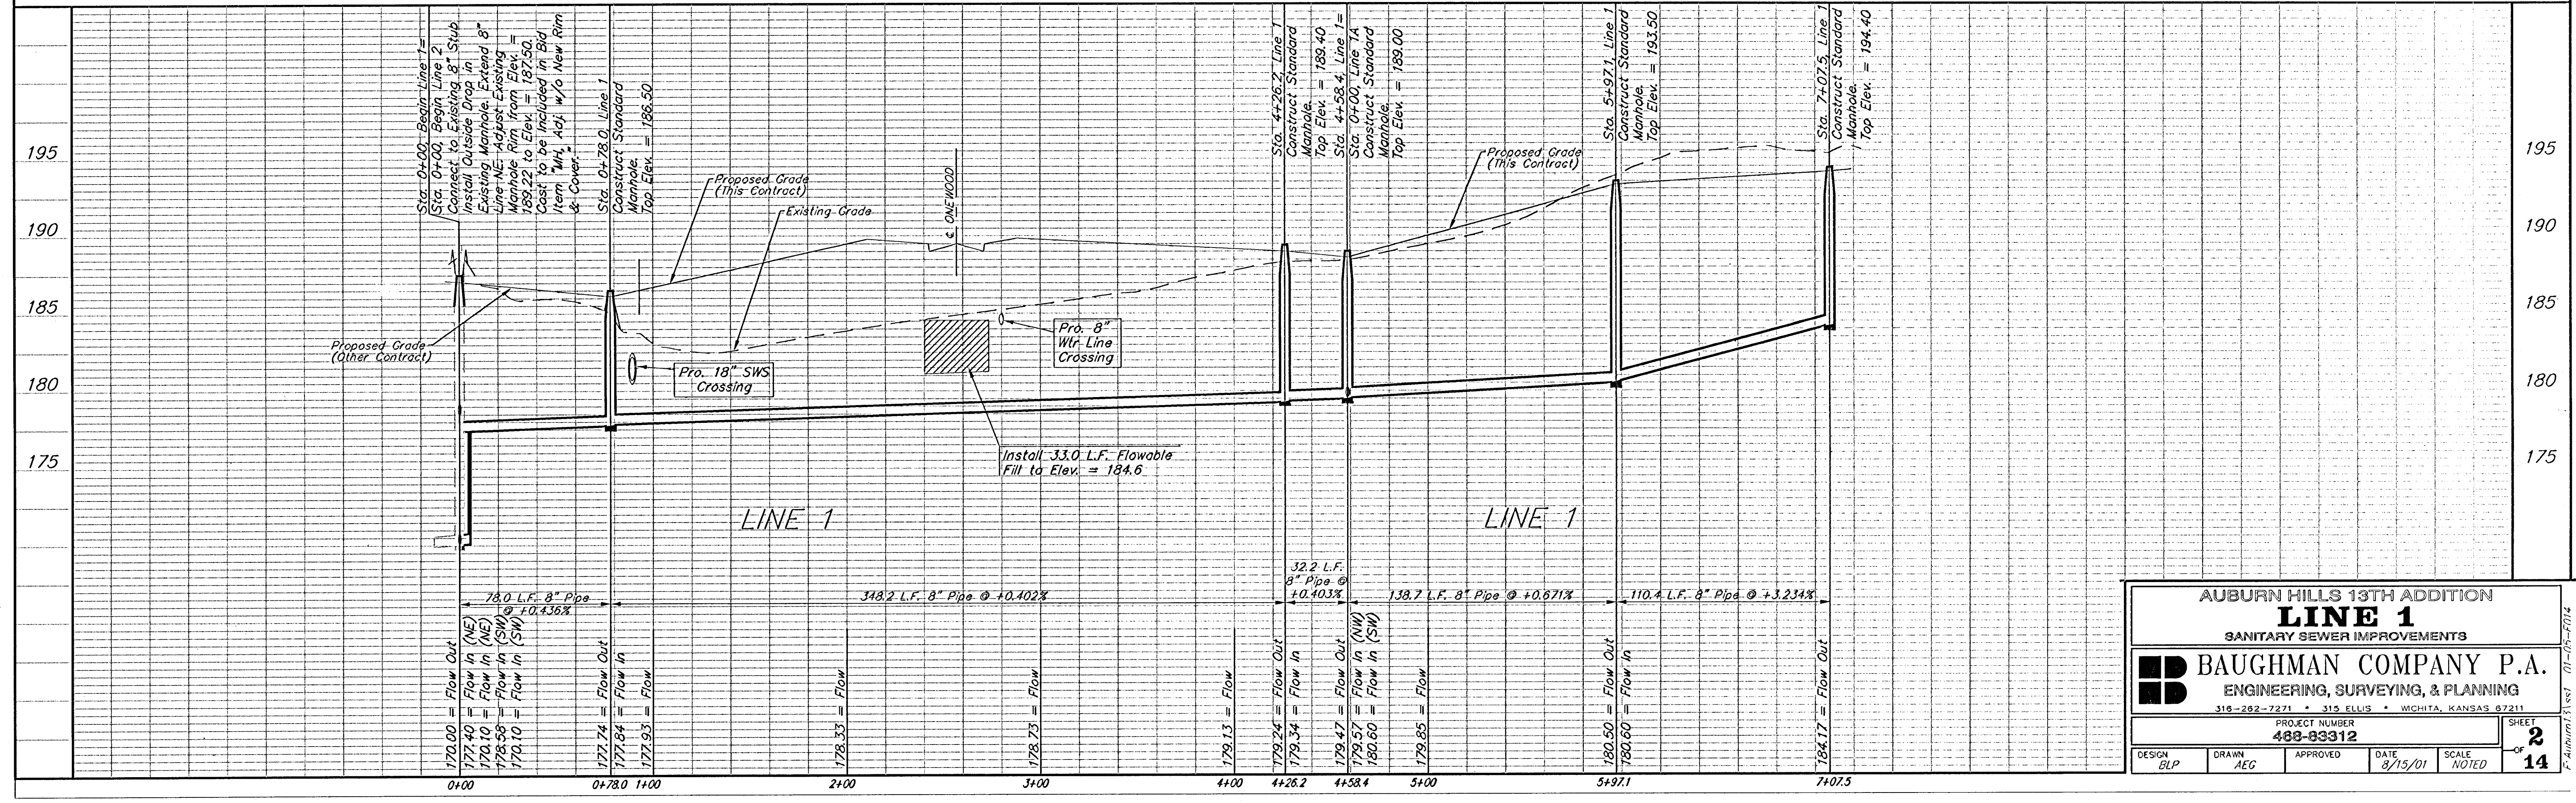 Sta. 0+00, Begin Line 1=
Sta. 0+00, Begin Line 2
Connect to Existing 8" Stub
Install Outside Drop in
Existing Manhole. Extend 8"
Line NE. Adjust Existing
Manhole Rim from Elev. =
189.22 to Elev. = 187.50.
Cost to be Included in Bid
Item "MH, Adj. w/o New Rim
& Cover."
Sta. 0+78.0, Line 1
Construct Standard
Manhole.
Top Elev. = 186.50
Sta. 4+26.2, Line 1
Construct Standard
Manhole.
Top Elev. = 189.40
Sta. 4+58.4, Line 1=
Sta. 0+00, Line 1A
Construct Standard
Manhole.
Top Elev. = 189.00
Sta. 5+97.1, Line 1
Construct Standard
Manhole.
Top Elev. = 193.50
Sta. 7+07.5, Line 1
Construct Standard
Manhole.
Top Elev. = 194.40
195
190
185
180
175
195
190
185
180
175
Proposed Grade
(This Contract)
Existing Grade
℄ ONEWOOD
Proposed Grade
(This Contract)
Proposed Grade
(Other Contract)
Pro. 18" SWS
Crossing
Pro. 8"
Wtr Line
Crossing
Install 33.0 L.F. Flowable
Fill to Elev. = 184.6
LINE 1
LINE 1
78.0 L.F. 8" Pipe
@ +0.436%
348.2 L.F. 8" Pipe @ +0.402%
32.2 L.F.
8" Pipe @
+0.403%
138.7 L.F. 8" Pipe @ +0.671%
110.4 L.F. 8" Pipe @ +3.234%
170.00 = Flow Out
177.40 = Flow In (NE)
170.10 = Flow In (NE)
178.58 = Flow In (SW)
170.10 = Flow In (SW)
177.74 = Flow Out
177.84 = Flow In
177.93 = Flow
178.33 = Flow
178.73 = Flow
179.13 = Flow
179.24 = Flow Out
179.34 = Flow In
179.47 = Flow Out
179.57 = Flow In (NW)
180.60 = Flow In (SW)
179.85 = Flow
180.50 = Flow Out
180.60 = Flow In
184.17 = Flow Out
0+00
0+78.0
1+00
2+00
3+00
4+00
4+26.2
4+58.4
5+00
5+97.1
7+07.5
AUBURN HILLS 13TH ADDITION
LINE 1
SANITARY SEWER IMPROVEMENTS
BAUGHMAN COMPANY P.A.
ENGINEERING, SURVEYING, & PLANNING
316-262-7271 * 315 ELLIS * WICHITA, KANSAS 67211
PROJECT NUMBER
468-83312
SHEET
2
OF
14
DESIGN
BLP
DRAWN
AEG
APPROVED
DATE
8/15/01
SCALE
NOTED